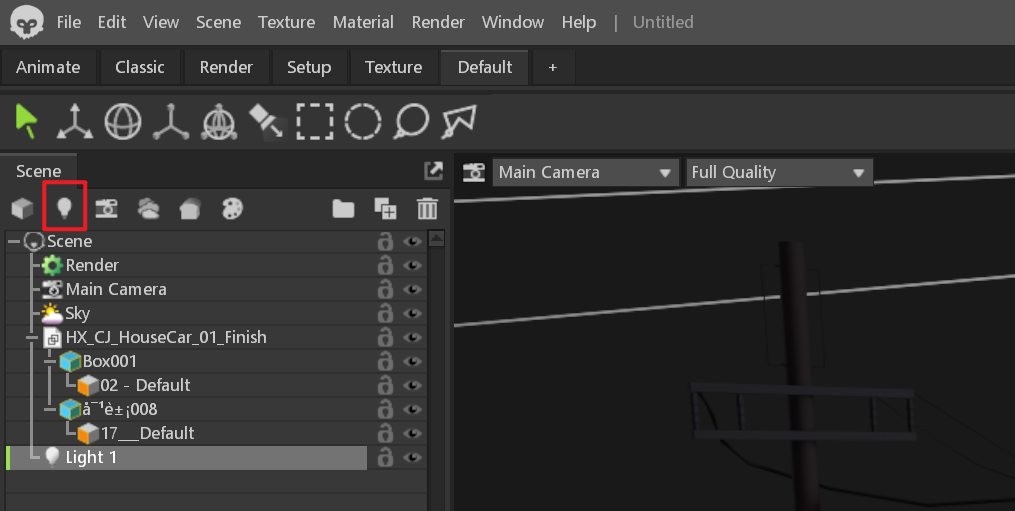 File Edit View Scene Texture Material Render Window Help | Untitled
Animate Classic Render Setup Texture Default +
Scene
Main Camera Full Quality
Scene
Render
Main Camera
Sky
HX_CJ_HouseCar_01_Finish
Box001
02 - Default
å¯¹è±¡008
17__Default
Light 1